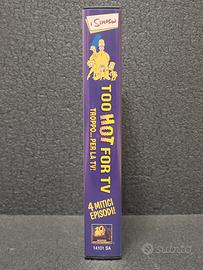 I SIMPSON
TOO HOT FOR TV
TROPPO... PER LA TV!
4 MITICI
EPISODI!
14101 SA
subito